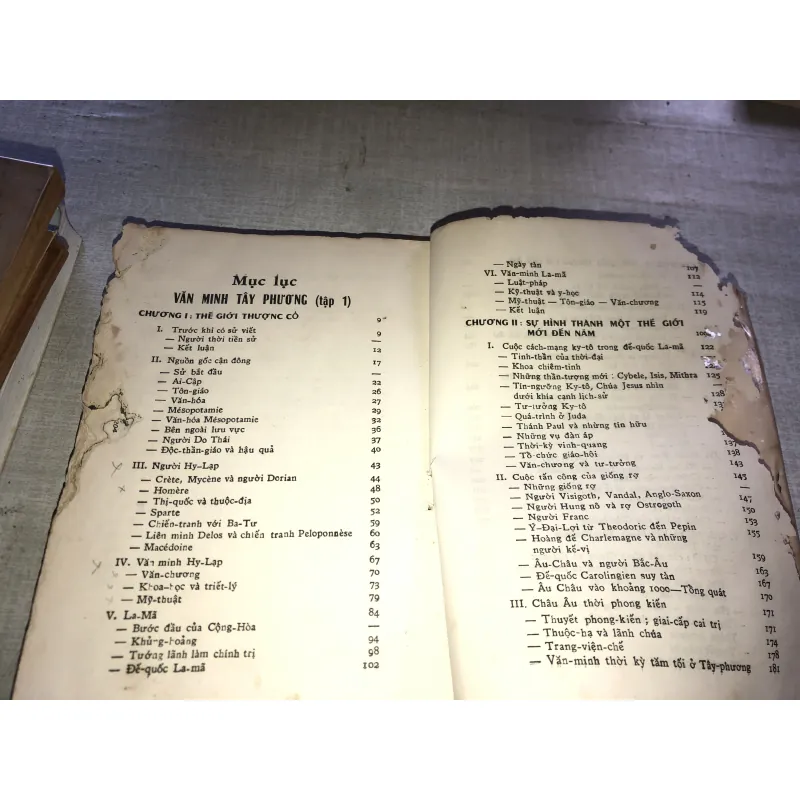 Mục lục
VĂN MINH TÂY PHƯƠNG (tập 1)
CHƯƠNG I : THẾ GIỚI THƯỢNG CỔ 9
I. Trước khi có sử viết 9
— Người thời tiền sử —
— Kết luận 12
II. Nguồn gốc cận đông 17
— Sử bắt đầu —
— Ai-Cập 22
— Tôn-giáo 26
— Văn-hóa 27
— Mésopotamie 29
— Văn-hóa Mésopotamie 32
— Bên ngoài lưu vực 36
— Người Do Thái 37
— Độc-thần-giáo và hậu quả 40
III. Người Hy-Lạp 43
— Crète, Mycène và người Dorian 44
— Homère 48
— Thị-quốc và thuộc-địa 50
— Sparte 52
— Chiến-tranh với Ba-Tư 59
— Liên minh Delos và chiến tranh Peloponnèse 60
— Macédoine 63
IV. Văn minh Hy-Lạp 67
— Văn-chương 70
— Khoa-học và triết-lý 73
— Mỹ-thuật 79
V. La-Mã 84
— Bước đầu của Cộng-Hòa —
— Khủng-hoảng 94
— Tướng lãnh làm chính trị 98
— Đế-quốc La-mã 102
— Ngày tàn 107
VI. Văn-minh La-mã 112
— Luật-pháp —
— Kỹ-thuật và y-học 114
— Mỹ-thuật — Tôn-giáo — Văn-chương 115
— Kết luận 119
CHƯƠNG II : SỰ HÌNH THÀNH MỘT THẾ GIỚI
MỚI ĐẾN NĂM
I. Cuộc cách-mạng ky-tô trong đế-quốc La-mã 122
— Tinh-thần của thời-đại —
— Khoa chiêm-tinh —
— Những thần-tượng mới : Cybele, Isis, Mithra 125
— Tín-ngưỡng Ky-tô, Chúa Jesus nhìn
dưới khía cạnh lịch-sử 128
— Tư-tưởng Ky-tô
— Quá-trình ở Juda
— Thánh Paul và những tín hữu
— Những vụ đàn áp
— Thời-kỳ vinh-quang 137
— Tổ-chức giáo-hội 138
— Văn-chương và tư-tưởng 143
II. Cuộc tấn công của giống rợ 145
— Những giống rợ —
— Người Visigoth, Vandal, Anglo-Saxon 147
— Người Hung nô và rợ Ostrogoth 150
— Người Franc 153
— Ý-Đại-Lợi từ Theodoric đến Pepin 155
— Hoàng đế Charlemagne và những
người kế-vị 159
— Âu-Châu và người Bắc-Âu 163
— Đế-quốc Carolingien suy tàn 167
— Âu Châu vào khoảng 1000—Tổng quát 170
III. Châu Âu thời phong kiến 171
— Thuyết phong-kiến ; giai-cấp cai trị 171
— Thuộc-hạ và lãnh chúa 174
— Trang-viện-chế 178
— Văn-minh thời kỳ tăm tối ở Tây-phương 181